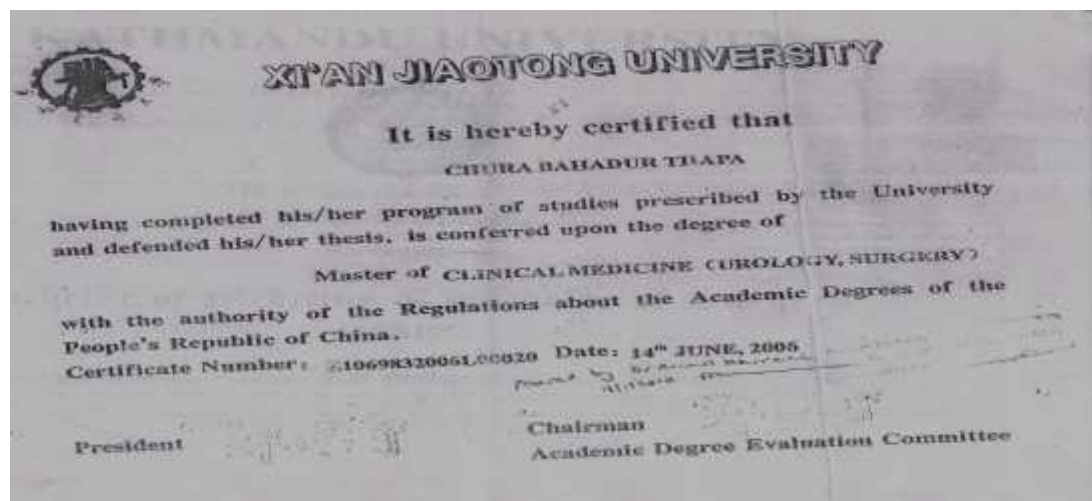 XI'AN JIAOTONG UNIVERSITY
It is hereby certified that
CHURA BAHADUR THAPA
having completed his/her program of studies prescribed by the University
and defended his/her thesis, is conferred upon the degree of
Master of CLINICAL MEDICINE (UROLOGY, SURGERY)
with the authority of the Regulations about the Academic Degrees of the
People's Republic of China.
Certificate Number: Date: 14th JUNE, 2005
President
Chairman
Academic Degree Evaluation Committee